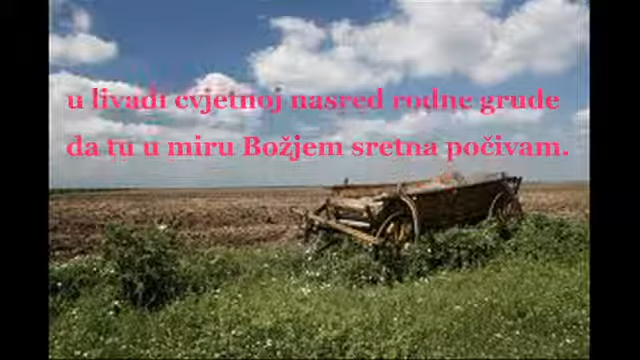 u livadi cvjetnoj nasred rodne grude
da tu u miru Božjem sretna počivam.